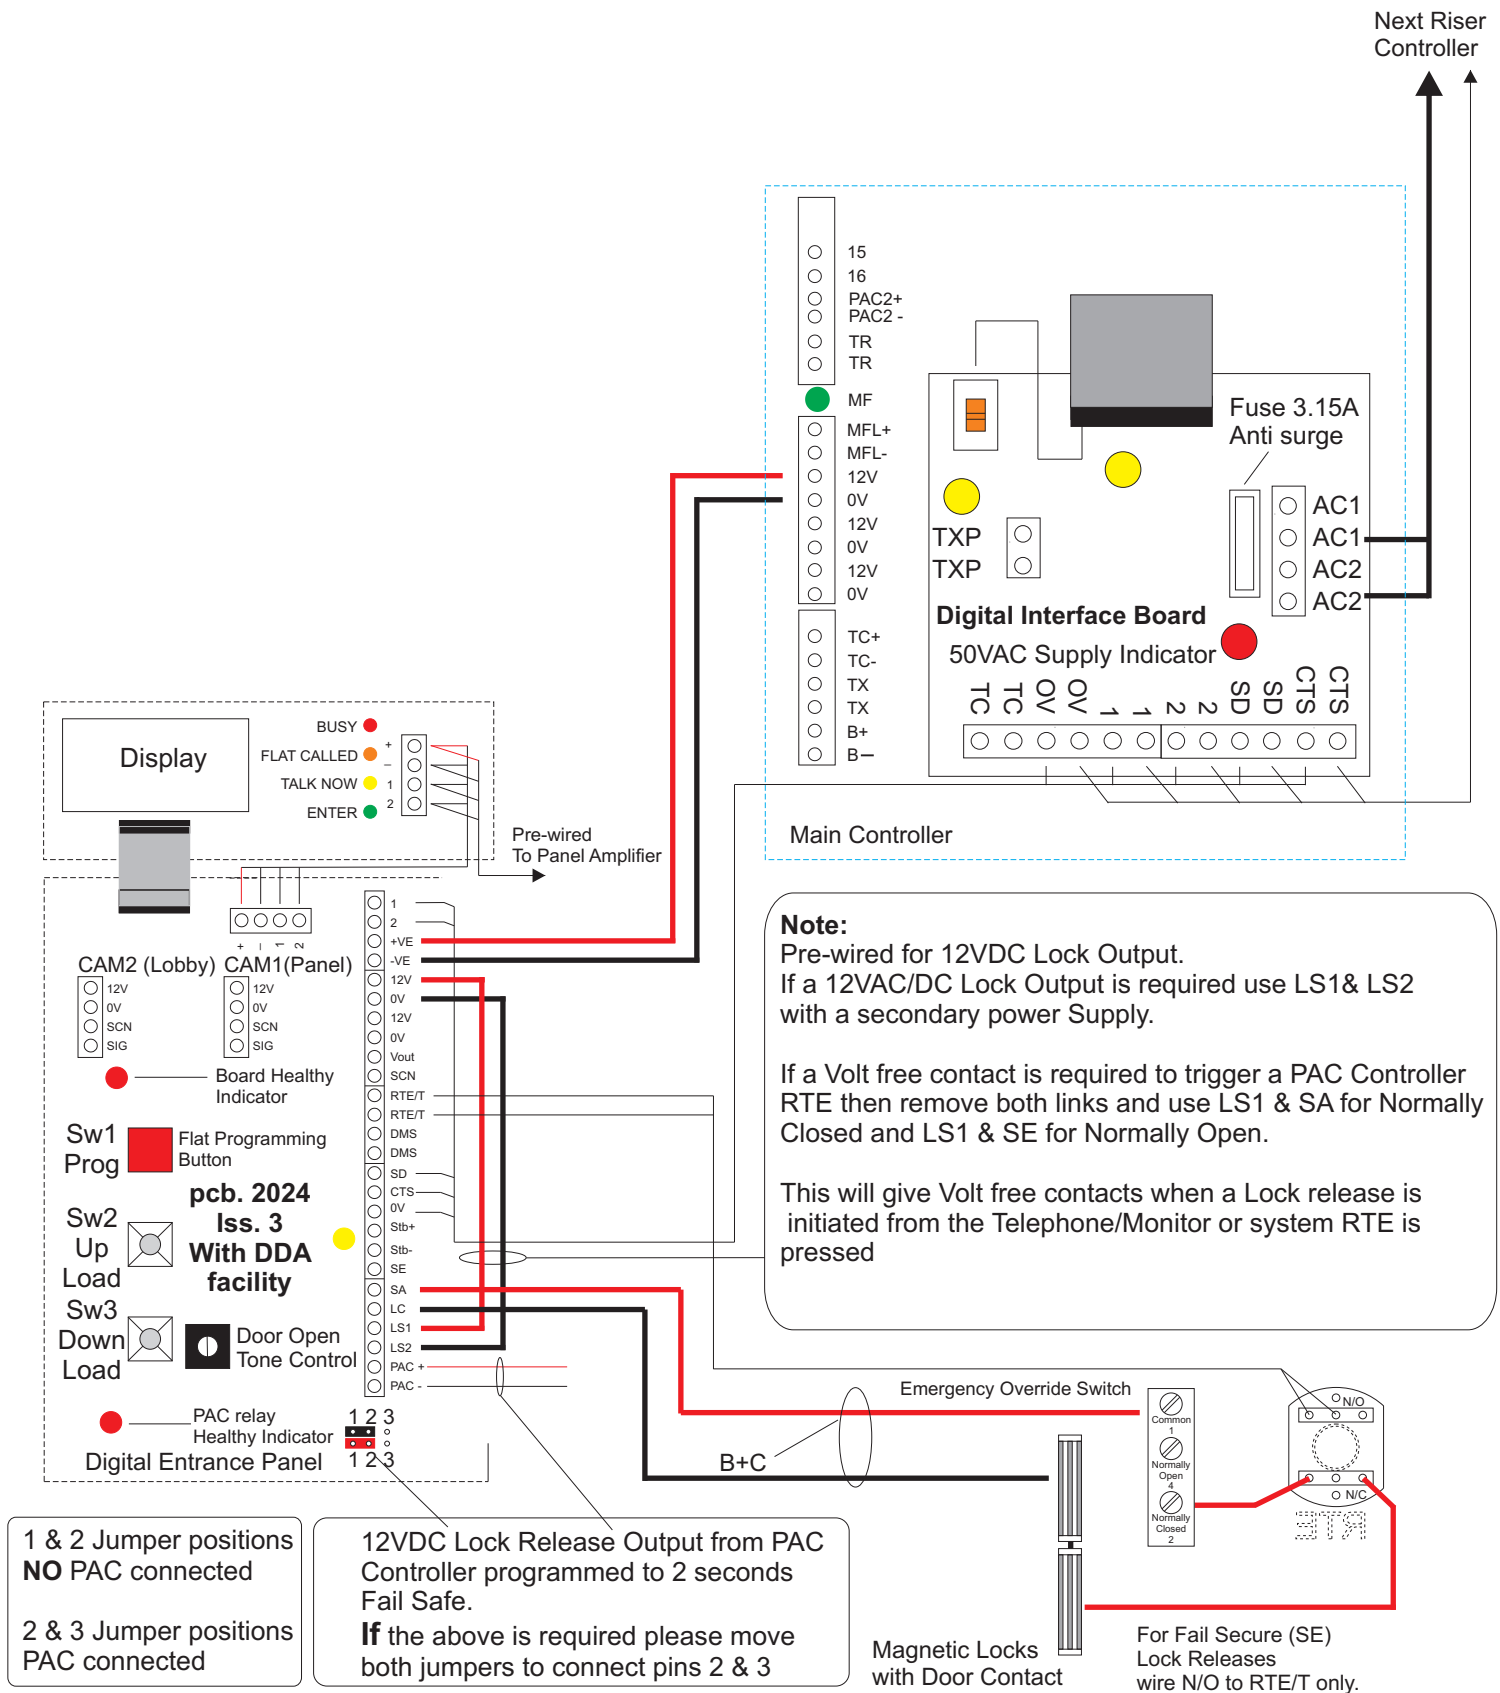 Next Riser
Controller
15
16
PAC2+
PAC2 -
TR
TR
MF
MFL+
MFL-
12V
0V
12V
0V
12V
0V
TC+
TC-
TX
TX
B+
B−
Fuse 3.15A
Anti surge
AC1
AC1
AC2
AC2
TXP
TXP
Digital Interface Board
50VAC Supply Indicator
TC
TC
OV
OV
1
1
2
2
SD
SD
CTS
CTS
Main Controller
Display
BUSY
FLAT CALLED
TALK NOW
ENTER
+
−
1
2
Pre-wired
To Panel Amplifier
+
−
1
2
CAM2 (Lobby)
12V
0V
SCN
SIG
CAM1(Panel)
12V
0V
SCN
SIG
Board Healthy
Indicator
Sw1
Prog
Flat Programming
Button
pcb. 2024
Iss. 3
With DDA
facility
Sw2
Up
Load
Sw3
Down
Load
Door Open
Tone Control
PAC relay
Healthy Indicator
1 2 3
1 2 3
Digital Entrance Panel
1
2
+VE
-VE
12V
0V
12V
0V
Vout
SCN
RTE/T
RTE/T
DMS
DMS
SD
CTS
0V
Stb+
Stb-
SE
SA
LC
LS1
LS2
PAC +
PAC -
Note:
Pre-wired for 12VDC Lock Output.
If a 12VAC/DC Lock Output is required use LS1& LS2
with a secondary power Supply.
If a Volt free contact is required to trigger a PAC Controller
RTE then remove both links and use LS1 & SA for Normally
Closed and LS1 & SE for Normally Open.
This will give Volt free contacts when a Lock release is
initiated from the Telephone/Monitor or system RTE is
pressed
Emergency Override Switch
Common
1
Normally
Open
4
Normally
Closed
2
N/O
N/C
RTE
B+C
1 & 2 Jumper positions
NO PAC connected
2 & 3 Jumper positions
PAC connected
12VDC Lock Release Output from PAC
Controller programmed to 2 seconds
Fail Safe.
If the above is required please move
both jumpers to connect pins 2 & 3
Magnetic Locks
with Door Contact
For Fail Secure (SE)
Lock Releases
wire N/O to RTE/T only.